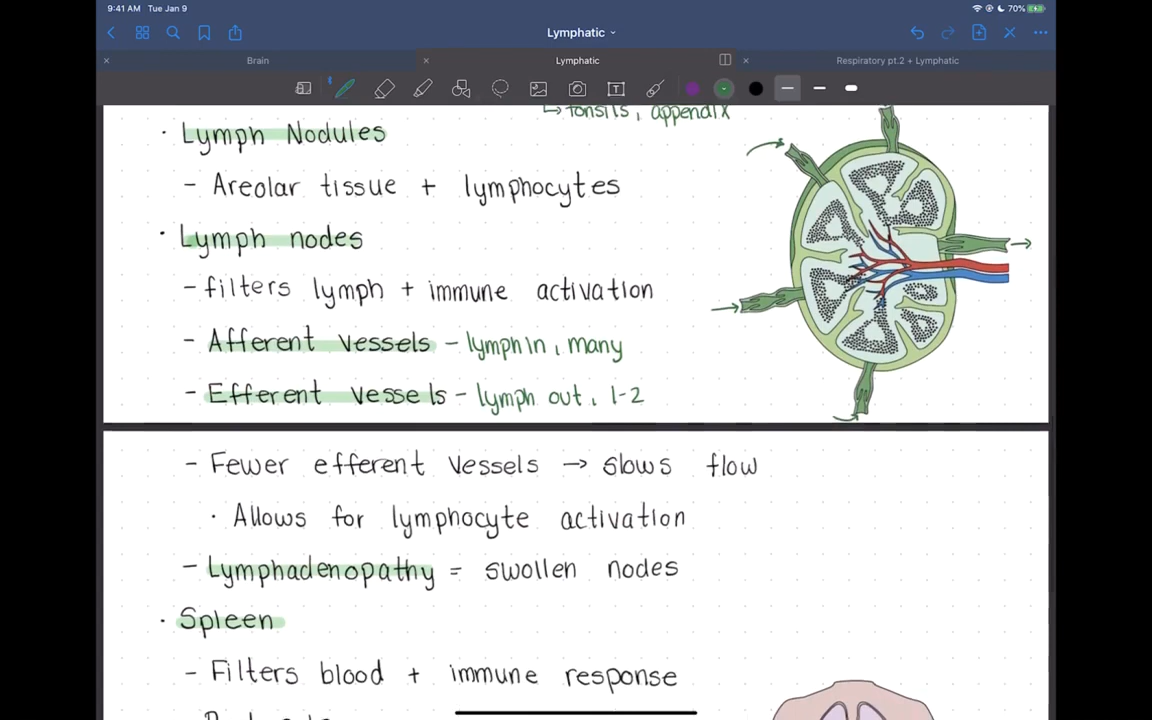 9:41 AM Tue Jan 9
70%
Lymphatic
Brain
Lymphatic
Respiratory pt.2 + Lymphatic
↳ tonsils, appendix
· Lymph Nodules
- Areolar tissue + lymphocytes
· Lymph nodes
- filters lymph + immune activation
- Afferent vessels - lymph in, many
- Efferent vessels - lymph out, 1-2
- Fewer efferent vessels → slows flow
· Allows for lymphocyte activation
- Lymphadenopathy = swollen nodes
· Spleen
- Filters blood + immune response